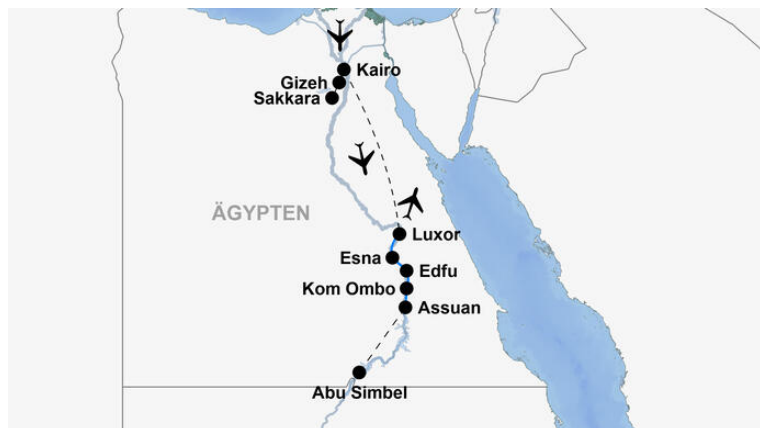 Kairo
Gizeh
Sakkara
ÄGYPTEN
Luxor
Esna
Edfu
Kom Ombo
Assuan
Abu Simbel